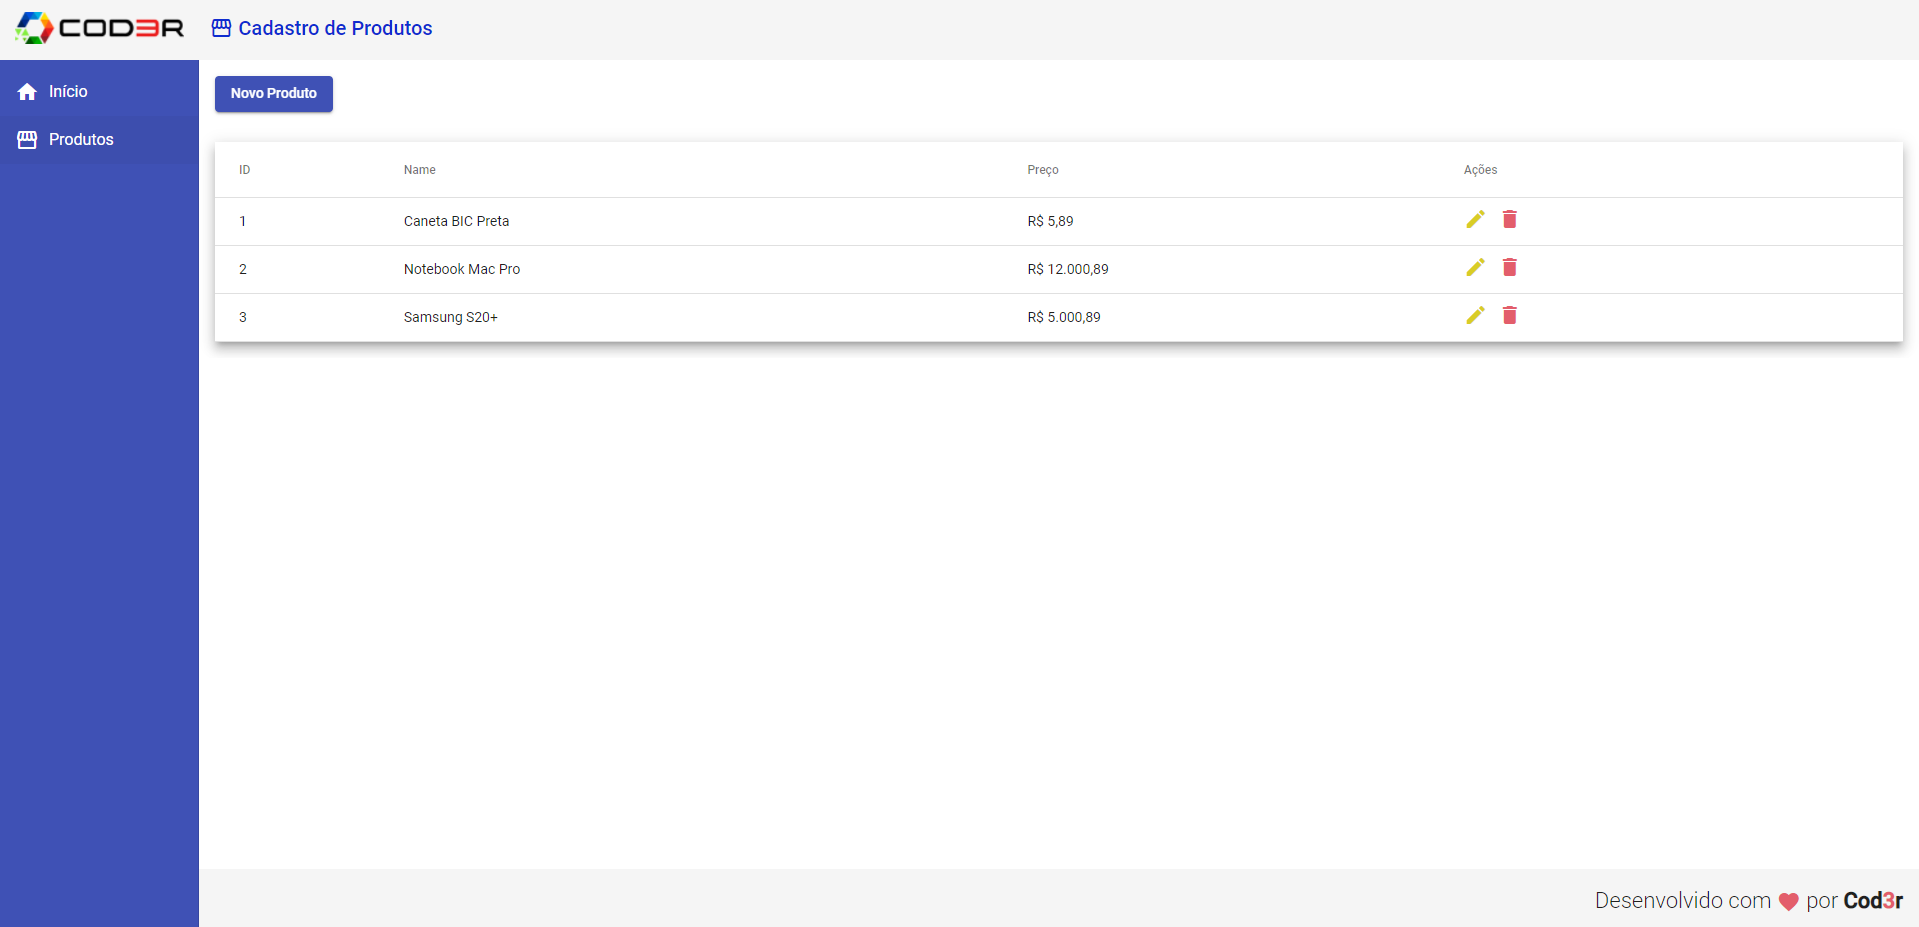 COD3R
Cadastro de Produtos
Início
Produtos
Novo Produto
ID Name Preço Ações
1 Caneta BIC Preta R$ 5,89
2 Notebook Mac Pro R$ 12.000,89
3 Samsung S20+ R$ 5.000,89
Desenvolvido com por Cod3r